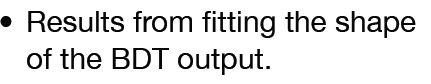 • Results from fitting the shape
of the BDT output.